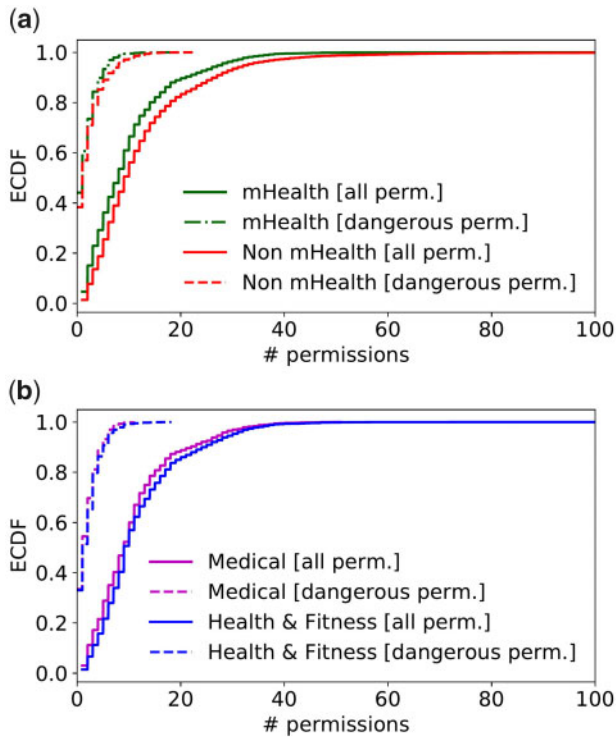 (a)
1.0
0.8
0.6
0.4
0.2
0.0
ECDF
mHealth [all perm.]
mHealth [dangerous perm.]
Non mHealth [all perm.]
Non mHealth [dangerous perm.]
0 20 40 60 80 100
# permissions
(b)
1.0
0.8
0.6
0.4
0.2
0.0
ECDF
Medical [all perm.]
Medical [dangerous perm.]
Health & Fitness [all perm.]
Health & Fitness [dangerous perm.]
0 20 40 60 80 100
# permissions